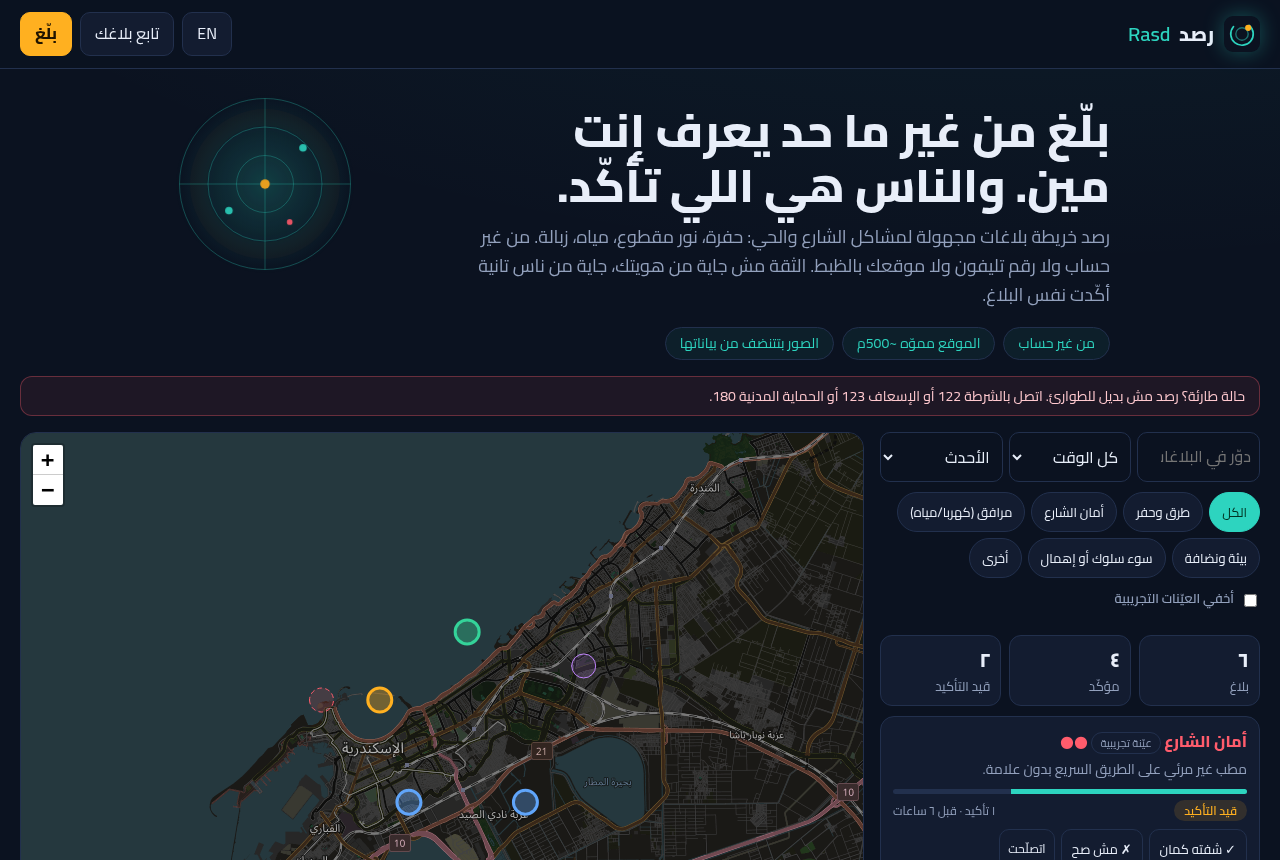 رصد Rasd
EN
تابع بلاغك
بلّغ
بلّغ من غير ما حد يعرف إنت
مين. والناس هي اللي تأكّد.
رصد خريطة بلاغات مجهولة لمشاكل الشارع والحي: حفرة، نور مقطوع، مياه، زبالة. من غير
حساب ولا رقم تليفون ولا موقعك بالظبط. الثقة مش جاية من هويتك، جاية من ناس تانية
أكّدت نفس البلاغ.
من غير حساب
الموقع مموّه ~500م
الصور بتتنضف من بياناتها
حالة طارئة؟ رصد مش بديل للطوارئ. اتصل بالشرطة 122 أو الإسعاف 123 أو الحماية المدنية 180.
دوّر في البلاغا
كل الوقت
الأحدث
الكل
طرق وحفر
أمان الشارع
مرافق (كهربا/مياه)
بيئة ونضافة
سوء سلوك أو إهمال
أخرى
أخفي العيّنات التجريبية
٦
بلاغ
٤
مؤكّد
٢
قيد التأكيد
أمان الشارع
عيّنة تجريبية
مطب غير مرئي على الطريق السريع بدون علامة.
قيد التأكيد
١ تأكيد · قبل ٦ ساعات
✓ شفته كمان
✗ مش صح
اتصلّحت
+
−
المندرة
عزبة نوبار باشا
الإسكندرية
21
بحيرة المطار
10
عزبة نادي الصيد
القباري
10